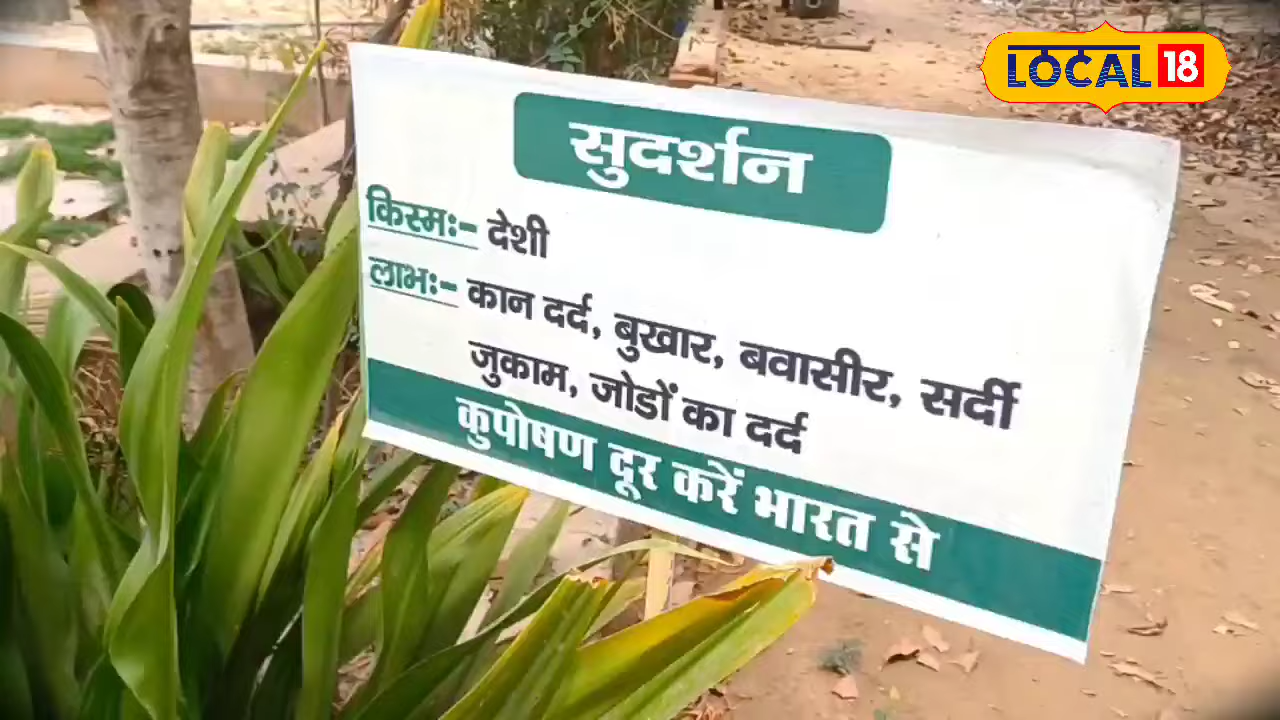 LOCAL 18
सुदर्शन
किस्मः- देशी
लाभः- कान दर्द, बुखार, बवासीर, सर्दी
जुकाम, जोडों का दर्द
कुपोषण दूर करें भारत से